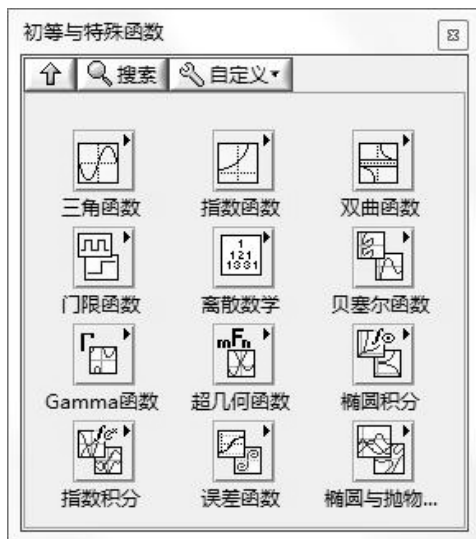 初等与特殊函数
搜索 自定义
三角函数 指数函数 双曲函数
门限函数 离散数学 贝塞尔函数
Gamma函数 超几何函数 椭圆积分
指数积分 误差函数 椭圆与抛物...